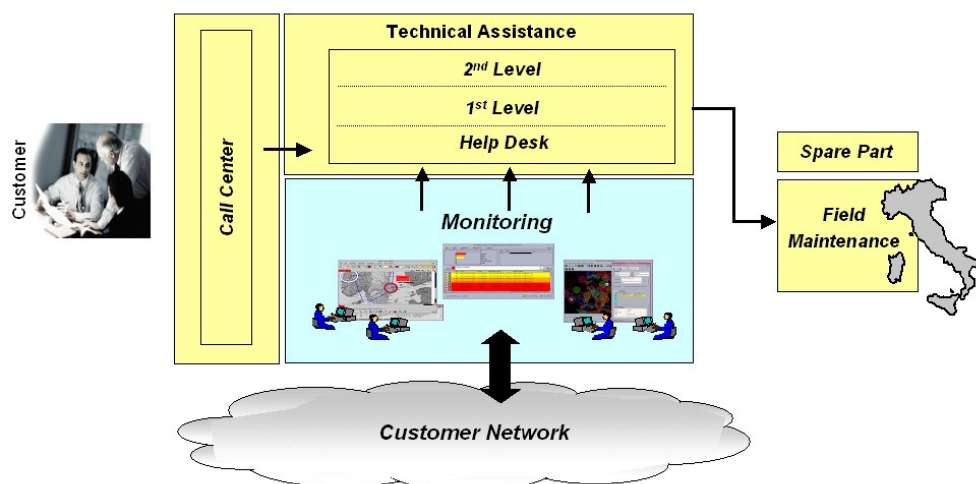 Customer
Call Center
Technical Assistance
2nd Level
1st Level
Help Desk
Monitoring
Customer Network
Spare Part
Field
Maintenance